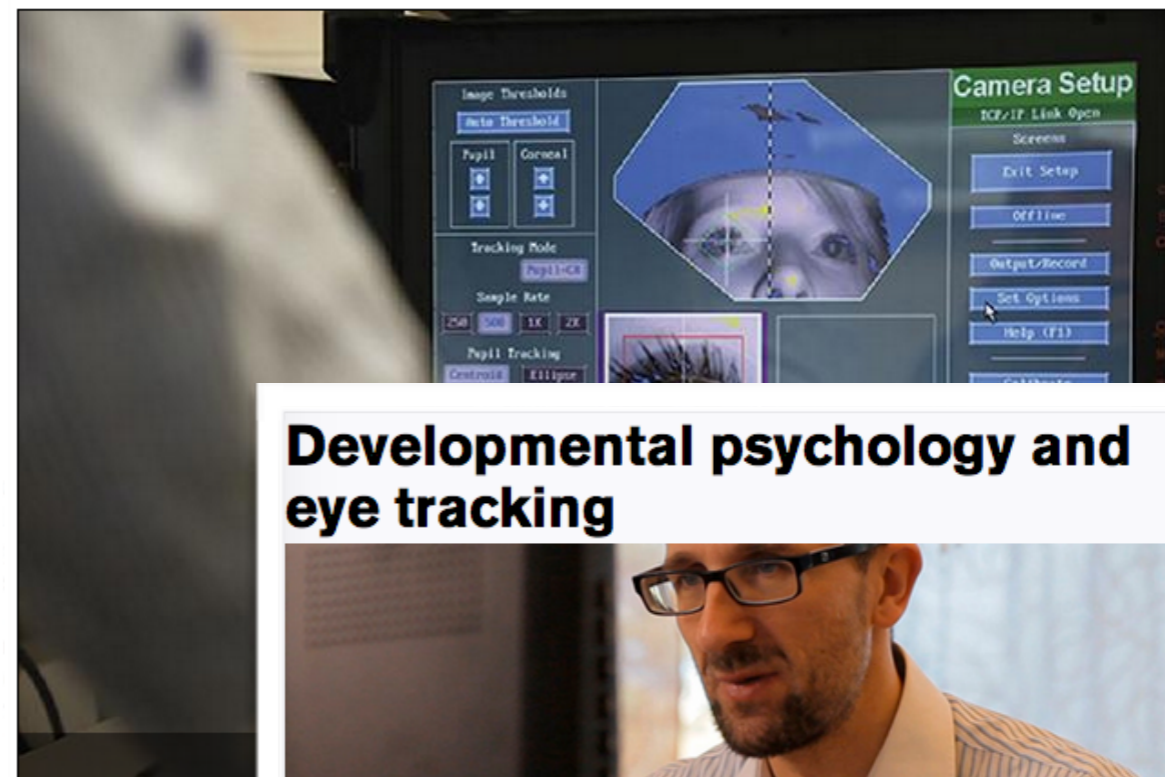 Camera Setup
TCP/IP Link Open
Image Thresholds
Auto Threshold
Pupil Corneal
Screens
Exit Setup
Offline
Tracking Mode
Pupil-CR
Output/Record
Sample Rate
Set Options
250 500 1K 2K
Help (F1)
Pupil Tracking
Centroid Ellipse
Calibrate
Developmental psychology and
eye tracking